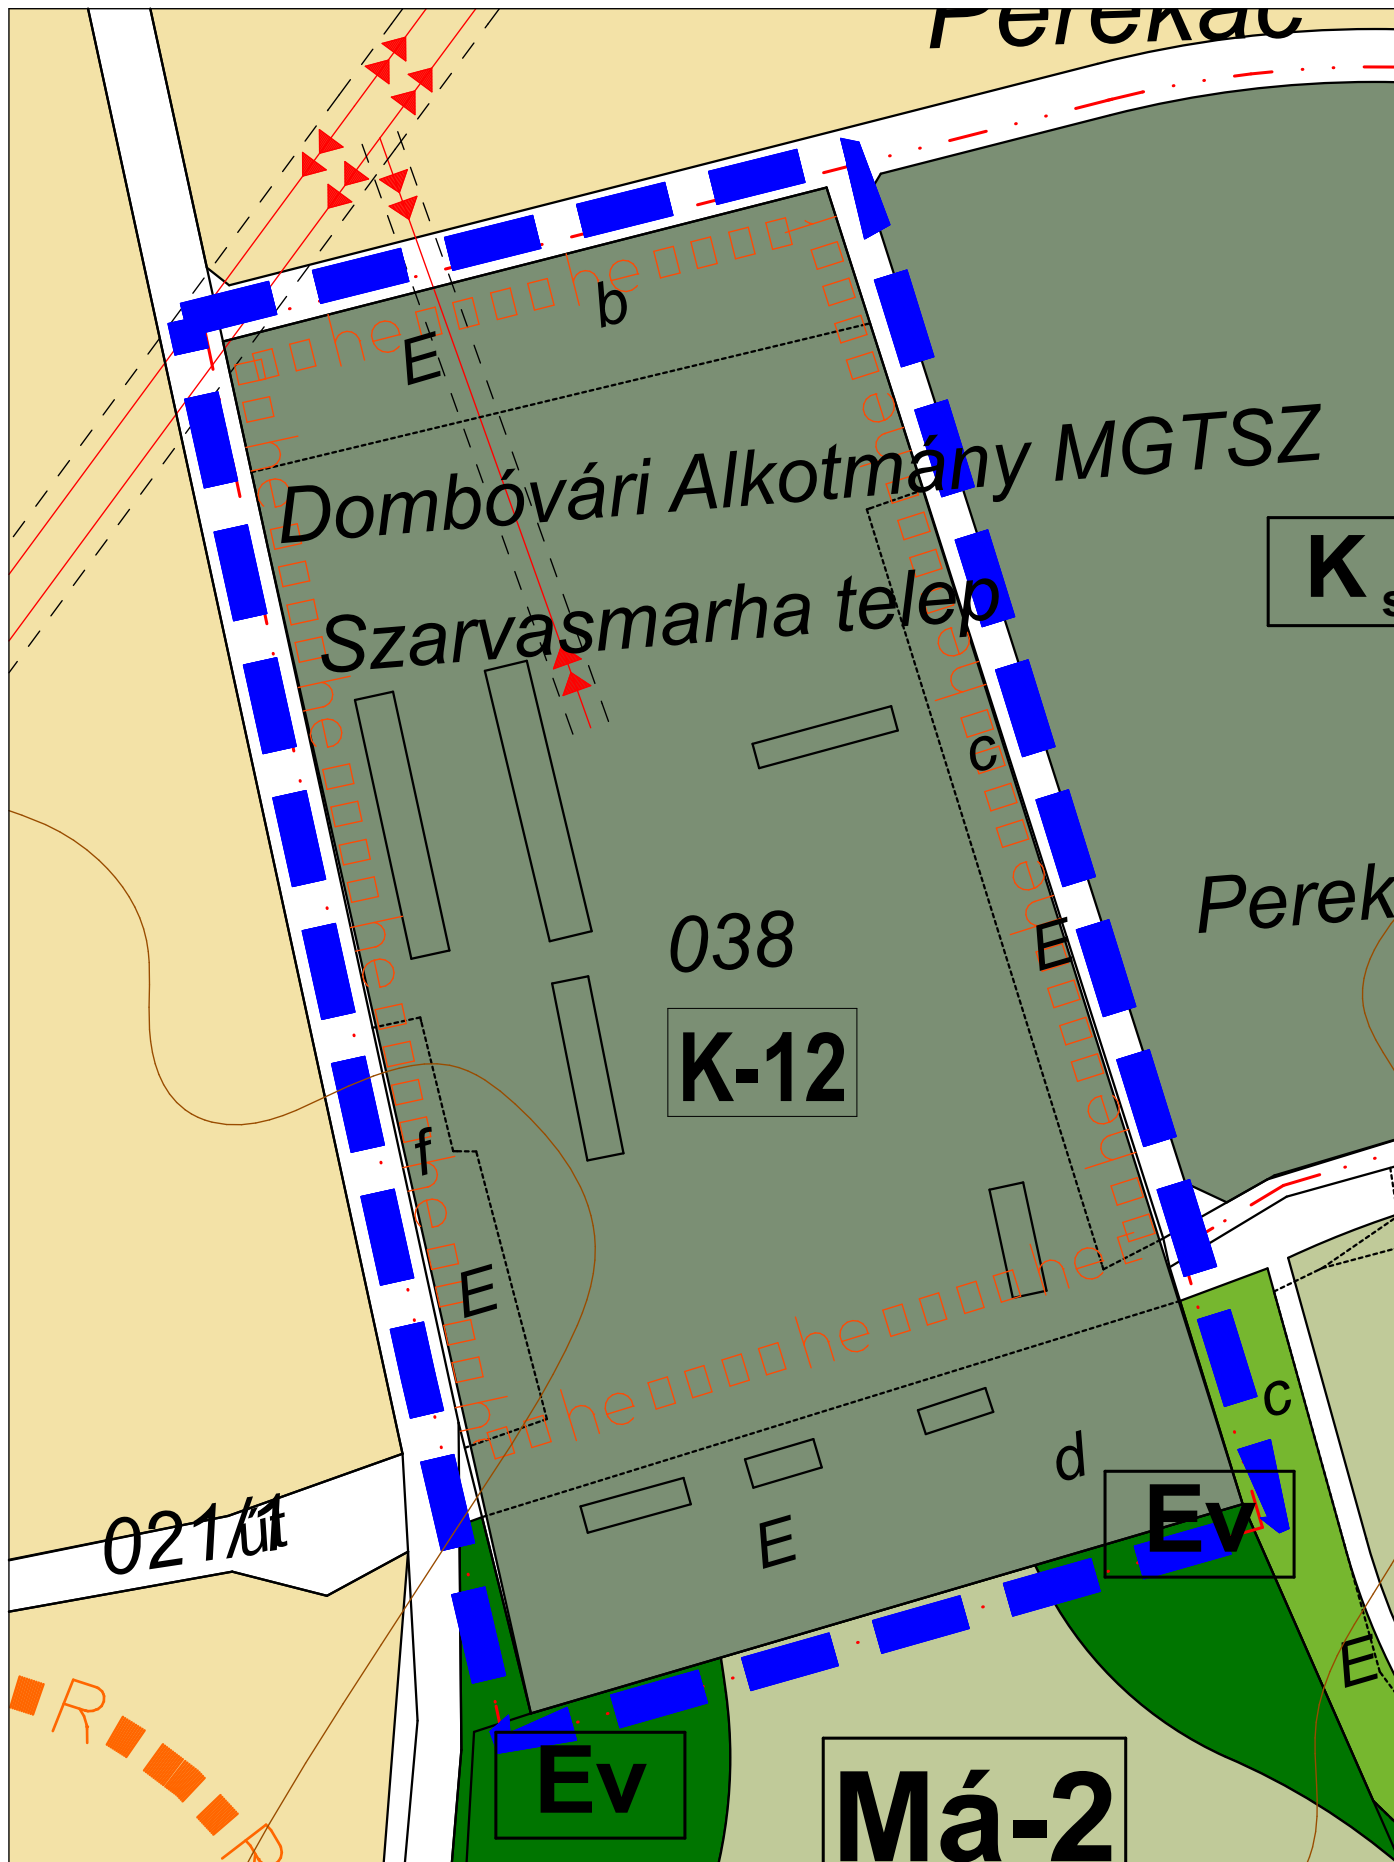 Perekac
b
E
Dombóvári Alkotmány MGTSZ
K s
Szarvasmarha telep
c
Perek
038
E
K-12
f
E
c
d
Ev
021/1
út
E
E
R
Ev
Má-2
R